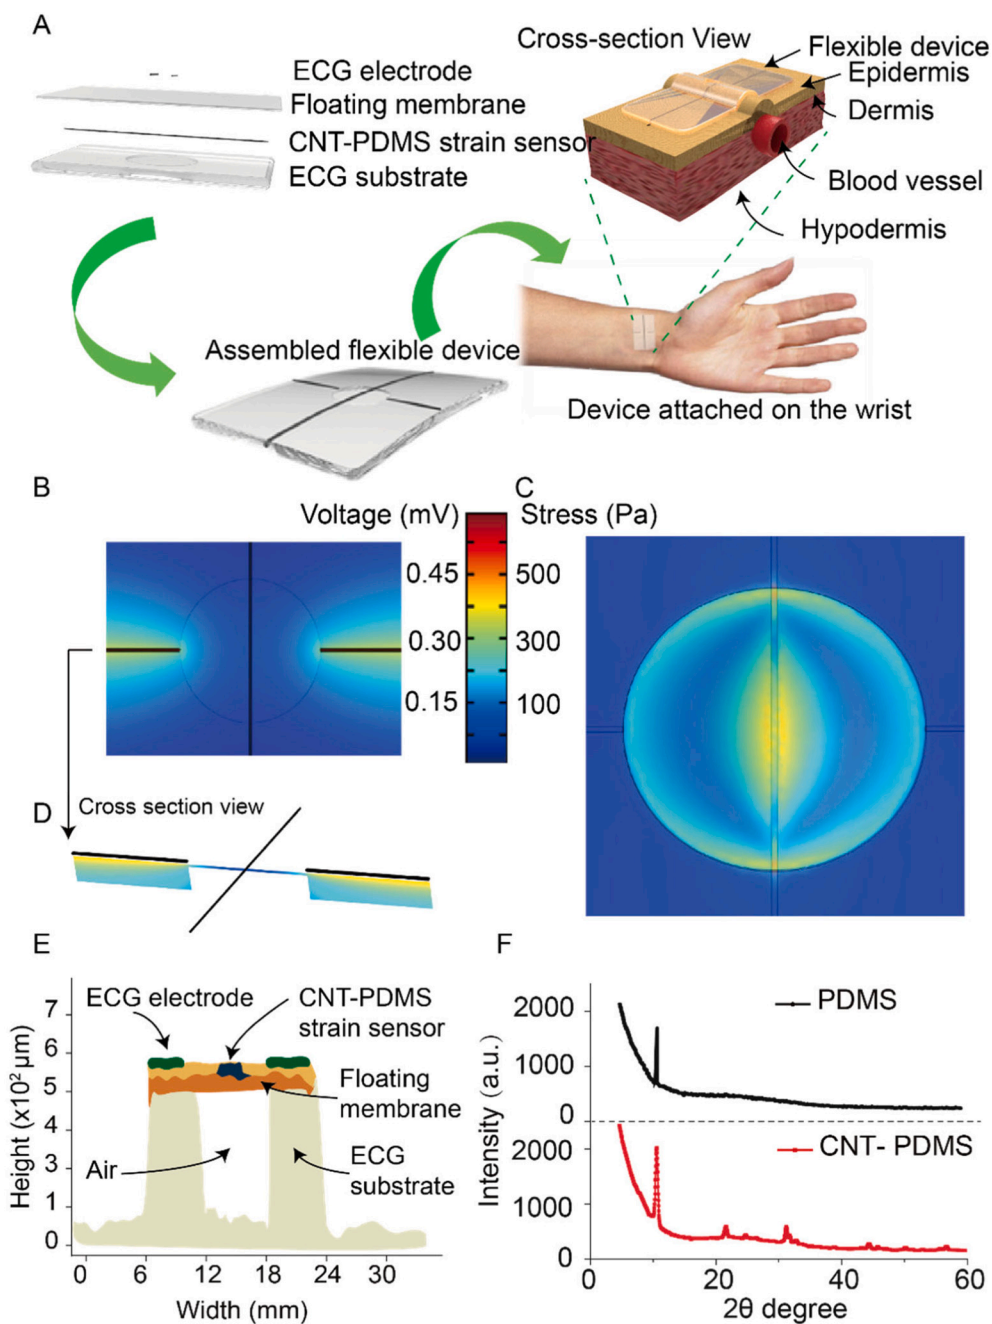 A
ECG electrode
Floating membrane
CNT-PDMS strain sensor
ECG substrate
Cross-section View
Flexible device
Epidermis
Dermis
Blood vessel
Hypodermis
Assembled flexible device
Device attached on the wrist
B
Voltage (mV)
0.45
0.30
0.15
Stress (Pa)
500
300
100
C
D
Cross section view
E
Height (x10² µm)
7
6
5
4
3
1
0
ECG electrode
CNT-PDMS
strain sensor
Floating
membrane
Air
ECG
substrate
0
6
12
18
24
30
Width (mm)
F
Intensity (a.u.)
2000
1000
0
PDMS
2000
1000
0
CNT- PDMS
0
20
40
60
2θ degree